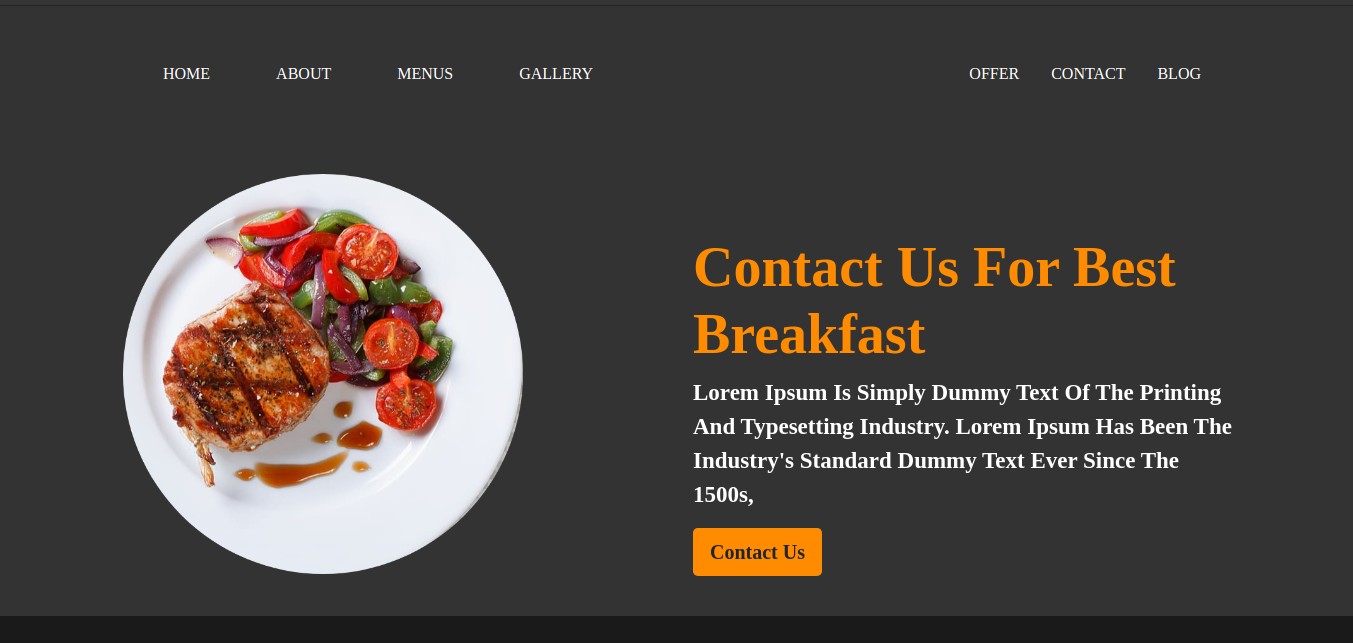 HOME ABOUT MENUS GALLERY OFFER CONTACT BLOG
Contact Us For Best
Breakfast
Lorem Ipsum Is Simply Dummy Text Of The Printing
And Typesetting Industry. Lorem Ipsum Has Been The
Industry's Standard Dummy Text Ever Since The
1500s,
Contact Us